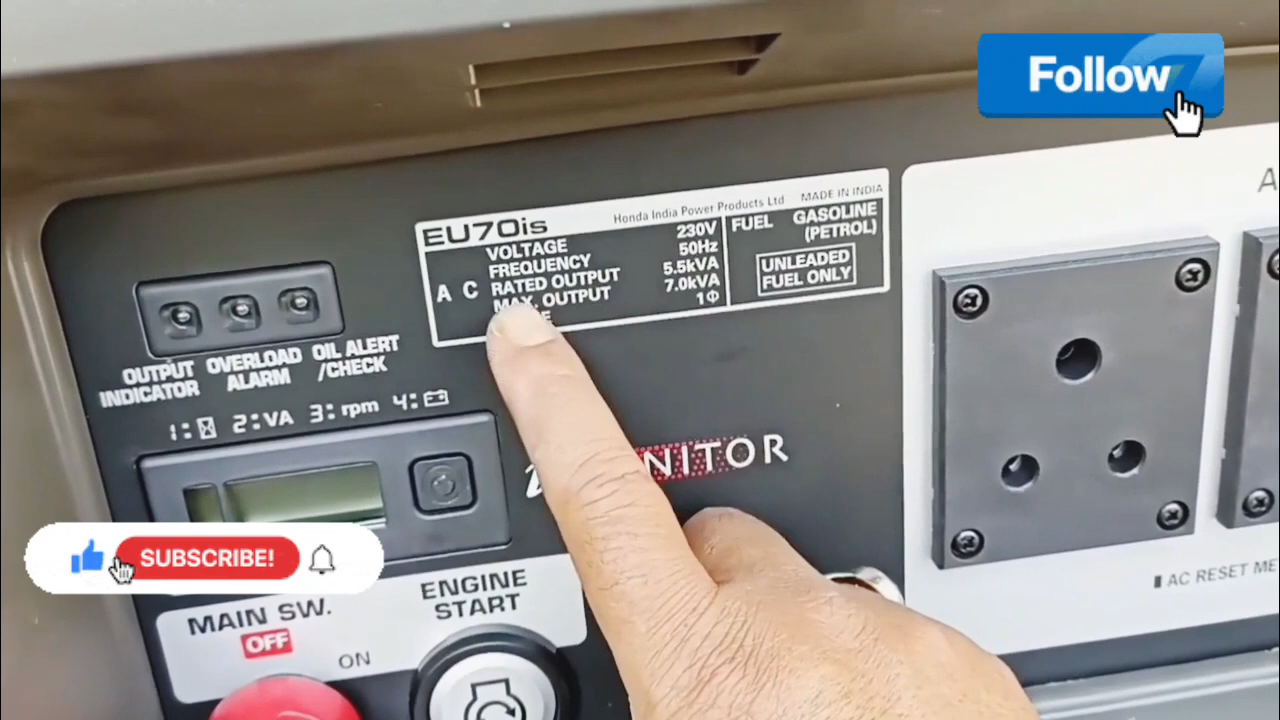 Follow
EU70is
Honda India Power Products Ltd
MADE IN INDIA
A C
VOLTAGE 230V
FREQUENCY 50Hz
RATED OUTPUT 5.5kVA
MAX. OUTPUT 7.0kVA
1Φ
FUEL GASOLINE
(PETROL)
UNLEADED
FUEL ONLY
OUTPUT
INDICATOR
OVERLOAD
ALARM
OIL ALERT
/CHECK
1: 2:VA 3:rpm 4:
NITOR
SUBSCRIBE!
MAIN SW.
OFF
ON
ENGINE
START
AC RESET